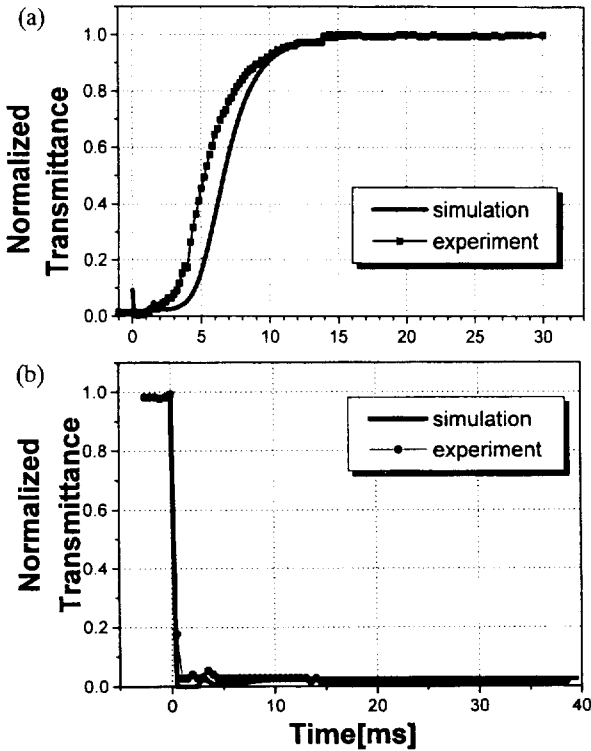 (a)
1.0
0.8
0.6
0.4
0.2
0.0
Normalized
Transmittance
simulation
experiment
0 5 10 15 20 25 30
(b)
1.0
0.8
0.6
0.4
0.2
0.0
Normalized
Transmittance
simulation
experiment
0 10 20 30 40
Time[ms]